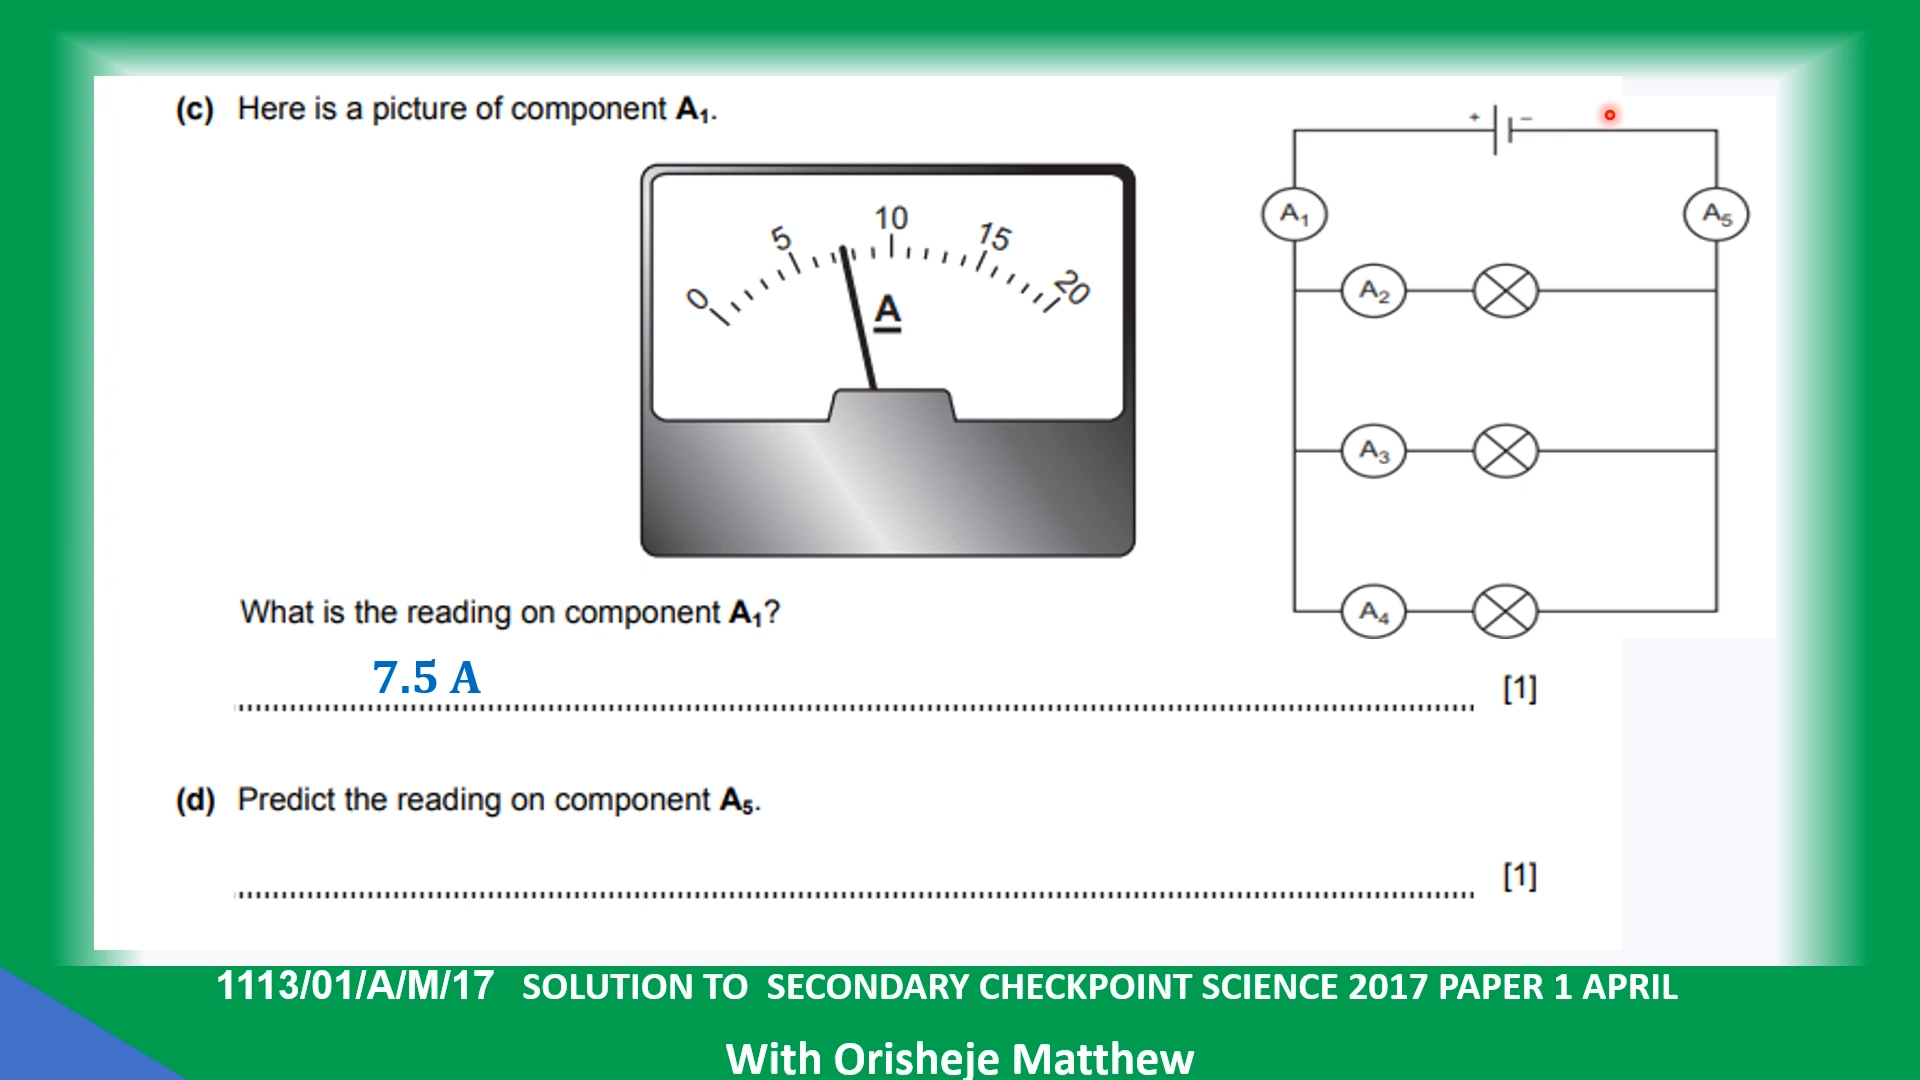 (c) Here is a picture of component A₁.
+ −
0 5 10 15 20
A
A₁ A₅
A₂
A₃
A₄
What is the reading on component A₁?
7.5 A
[1]
(d) Predict the reading on component A₅.
[1]
1113/01/A/M/17 SOLUTION TO SECONDARY CHECKPOINT SCIENCE 2017 PAPER 1 APRIL
With Orisheje Matthew